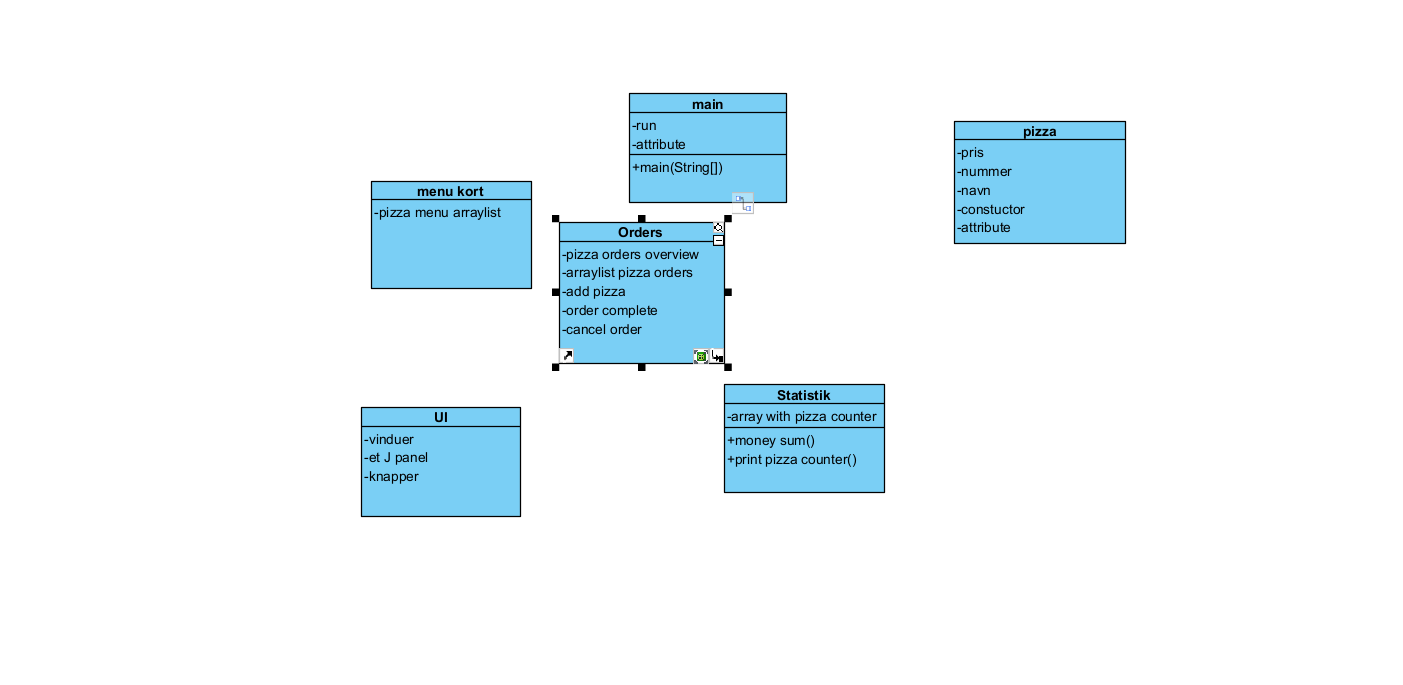 main
-run
-attribute
+main(String[])
pizza
-pris
-nummer
-navn
-constuctor
-attribute
menu kort
-pizza menu arraylist
Orders
-pizza orders overview
-arraylist pizza orders
-add pizza
-order complete
-cancel order
Statistik
-array with pizza counter
+money sum()
+print pizza counter()
UI
-vinduer
-et J panel
-knapper